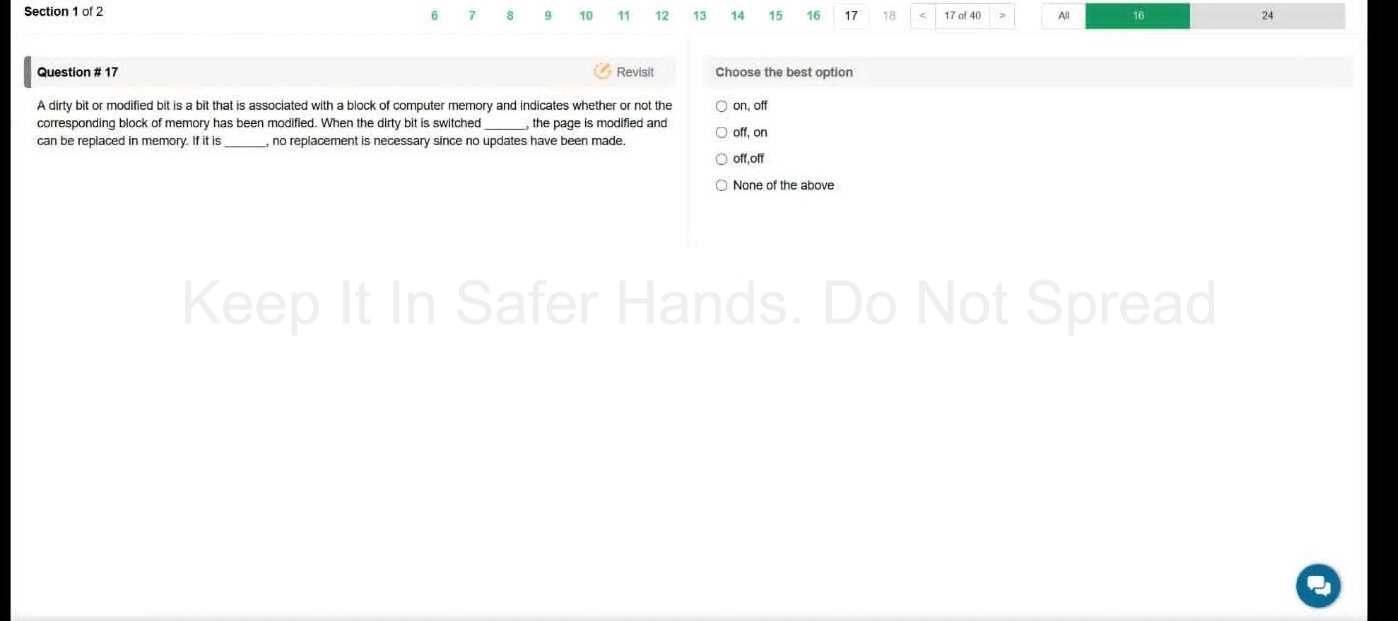 Section 1 of 2
6 7 8 9 10 11 12 13 14 15 16 17 18 < 17 of 40 > All 16 24
Question # 17
Revisit
A dirty bit or modified bit is a bit that is associated with a block of computer memory and indicates whether or not the
corresponding block of memory has been modified. When the dirty bit is switched ______, the page is modified and
can be replaced in memory. If it is ______, no replacement is necessary since no updates have been made.
Choose the best option
on, off
off, on
off,off
None of the above
Keep It In Safer Hands. Do Not Spread